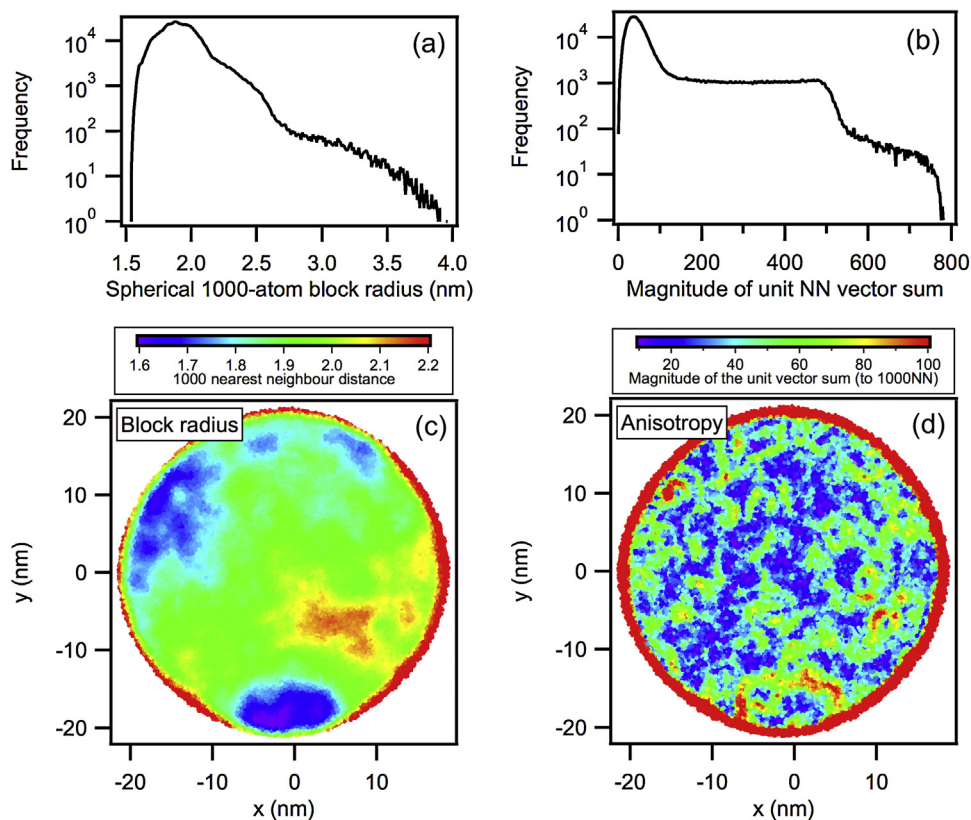 (a)
Frequency
10^4
10^3
10^2
10^1
10^0
1.5 2.0 2.5 3.0 3.5 4.0
Spherical 1000-atom block radius (nm)
(b)
Frequency
10^4
10^3
10^2
10^1
10^0
0 200 400 600 800
Magnitude of unit NN vector sum
1.6 1.7 1.8 1.9 2.0 2.1 2.2
1000 nearest neighbour distance
Block radius
(c)
y (nm)
20
10
0
-10
-20
-20 -10 0 10
x (nm)
20 40 60 80 100
Magnitude of the unit vector sum (to 1000NN)
Anisotropy
(d)
y (nm)
20
10
0
-10
-20
-20 -10 0 10
x (nm)